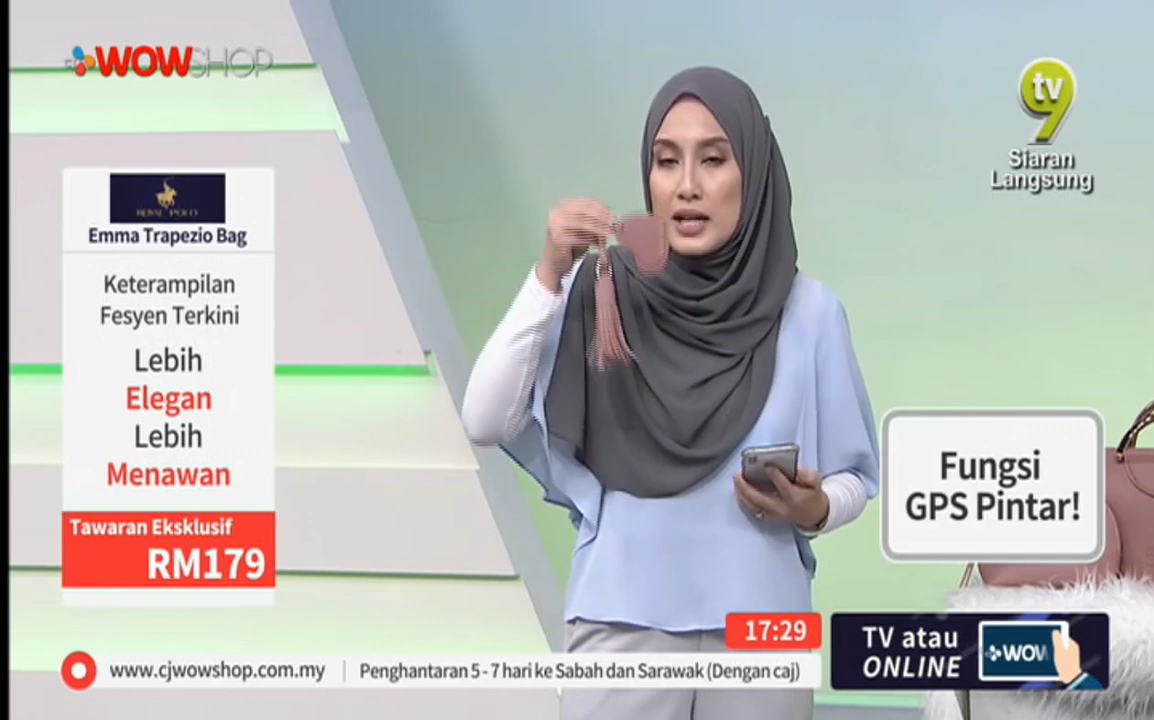 WOWSHOP
tv9
Siaran
Langsung
ROYAL POLO
Emma Trapezio Bag
Keterampilan
Fesyen Terkini
Lebih
Elegan
Lebih
Menawan
Tawaran Eksklusif
RM179
Fungsi
GPS Pintar!
17:29
www.cjwowshop.com.my
Penghantaran 5 - 7 hari ke Sabah dan Sarawak (Dengan caj)
TV atau
ONLINE
WOW